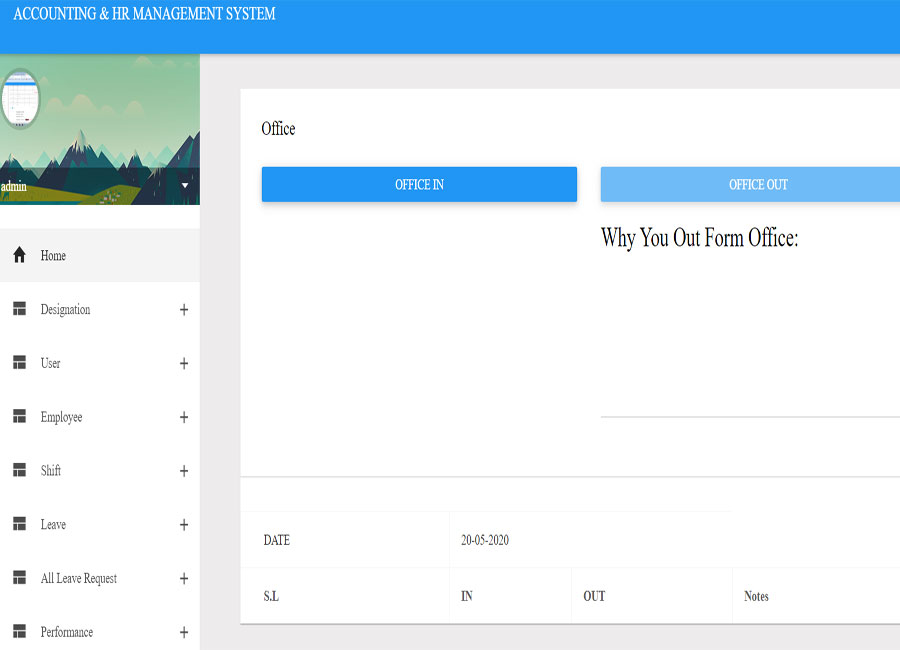 ACCOUNTING & HR MANAGEMENT SYSTEM
admin
Home
Designation
User
Employee
Shift
Leave
All Leave Request
Performance
Office
OFFICE IN
OFFICE OUT
Why You Out Form Office:
DATE 20-05-2020
S.L IN OUT Notes